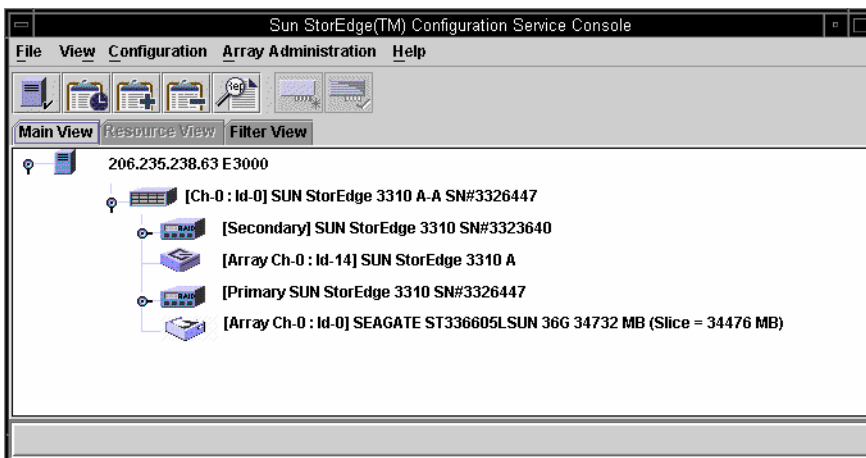 Sun StorEdge(TM) Configuration Service Console
File View Configuration Array Administration Help
Rep
Main View Resource View Filter View
206.235.238.63 E3000
[Ch-0 : Id-0] SUN StorEdge 3310 A-A SN#3326447
RAID [Secondary] SUN StorEdge 3310 SN#3323640
[Array Ch-0 : Id-14] SUN StorEdge 3310 A
RAID [Primary SUN StorEdge 3310 SN#3326447
[Array Ch-0 : Id-0] SEAGATE ST336605LSUN 36G 34732 MB (Slice = 34476 MB)